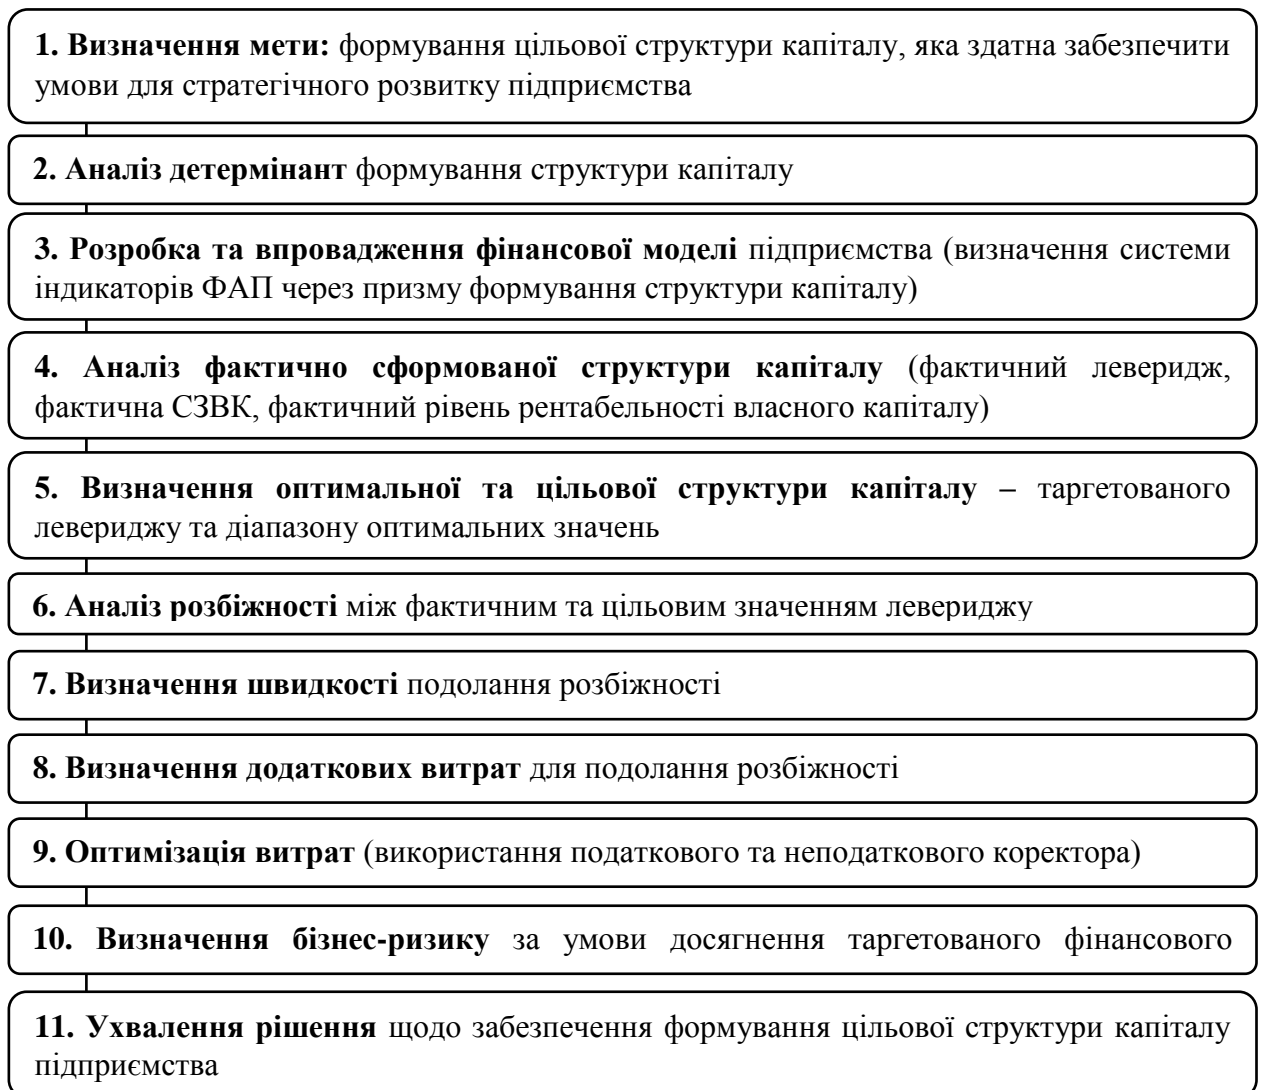 1. Визначення мети: формування цільової структури капіталу, яка здатна забезпечити
умови для стратегічного розвитку підприємства
2. Аналіз детермінант формування структури капіталу
3. Розробка та впровадження фінансової моделі підприємства (визначення системи
індикаторів ФАП через призму формування структури капіталу)
4. Аналіз фактично сформованої структури капіталу (фактичний леверидж,
фактична СЗВК, фактичний рівень рентабельності власного капіталу)
5. Визначення оптимальної та цільової структури капіталу – таргетованого
левериджу та діапазону оптимальних значень
6. Аналіз розбіжності між фактичним та цільовим значенням левериджу
7. Визначення швидкості подолання розбіжності
8. Визначення додаткових витрат для подолання розбіжності
9. Оптимізація витрат (використання податкового та неподаткового коректора)
10. Визначення бізнес-ризику за умови досягнення таргетованого фінансового
11. Ухвалення рішення щодо забезпечення формування цільової структури капіталу
підприємства